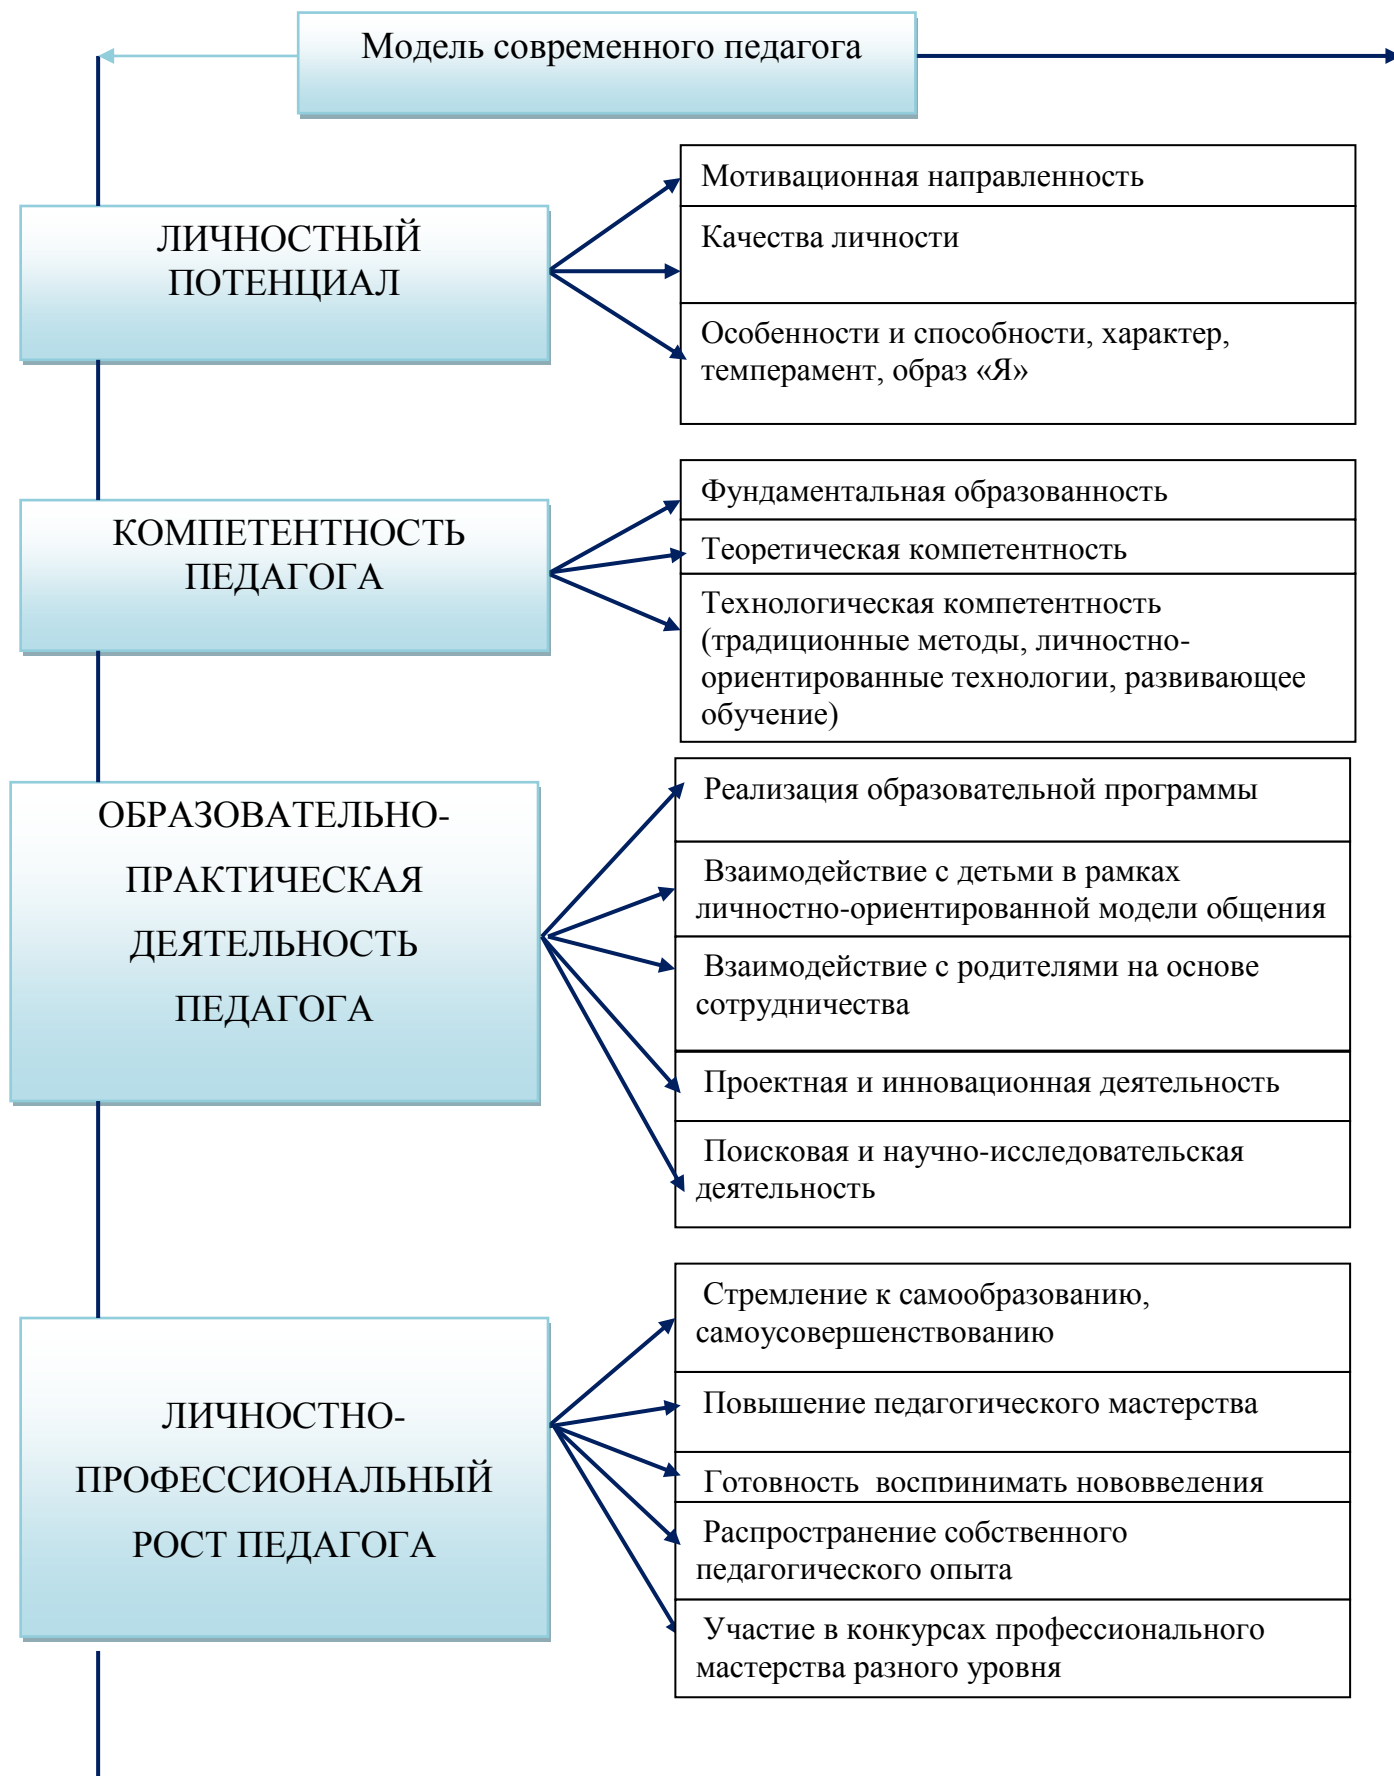 Модель современного педагога
ЛИЧНОСТНЫЙ
ПОТЕНЦИАЛ
Мотивационная направленность
Качества личности
Особенности и способности, характер,
темперамент, образ «Я»
КОМПЕТЕНТНОСТЬ
ПЕДАГОГА
Фундаментальная образованность
Теоретическая компетентность
Технологическая компетентность
(традиционные методы, личностно-
ориентированные технологии, развивающее
обучение)
ОБРАЗОВАТЕЛЬНО-
ПРАКТИЧЕСКАЯ
ДЕЯТЕЛЬНОСТЬ
ПЕДАГОГА
Реализация образовательной программы
Взаимодействие с детьми в рамках
личностно-ориентированной модели общения
Взаимодействие с родителями на основе
сотрудничества
Проектная и инновационная деятельность
Поисковая и научно-исследовательская
деятельность
ЛИЧНОСТНО-
ПРОФЕССИОНАЛЬНЫЙ
РОСТ ПЕДАГОГА
Стремление к самообразованию,
самоусовершенствованию
Повышение педагогического мастерства
Готовность  воспринимать нововведения
Распространение собственного
педагогического опыта
Участие в конкурсах профессионального
мастерства разного уровня